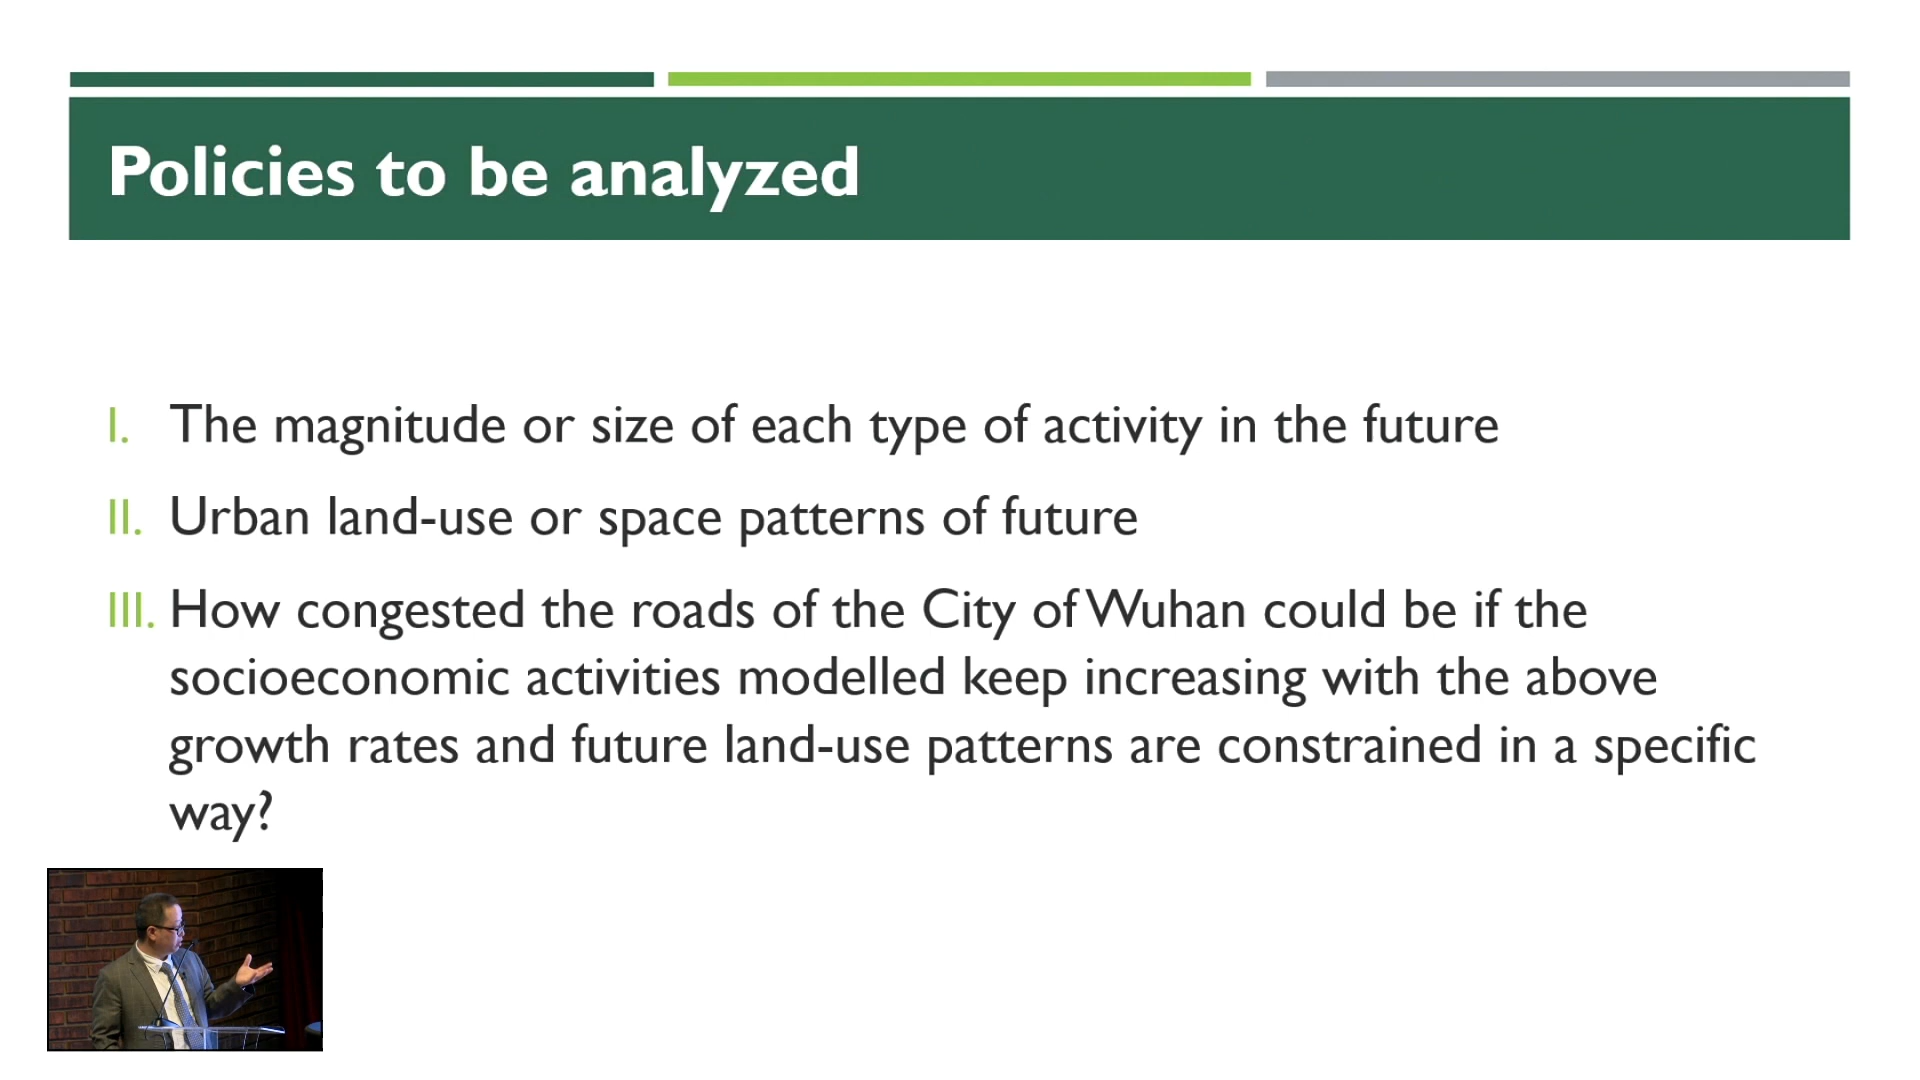 Policies to be analyzed
I. The magnitude or size of each type of activity in the future
II. Urban land-use or space patterns of future
III. How congested the roads of the City of Wuhan could be if the
socioeconomic activities modelled keep increasing with the above
growth rates and future land-use patterns are constrained in a specific
way?